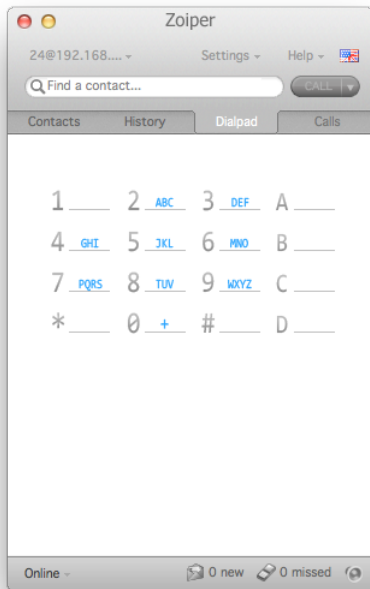 Zoiper
24@192.168.... Settings Help
Find a contact... CALL
Contacts History Dialpad Calls
1 2 ABC 3 DEF A
4 GHI 5 JKL 6 MNO B
7 PQRS 8 TUV 9 WXYZ C
* 0 + # D
Online 0 new 0 missed